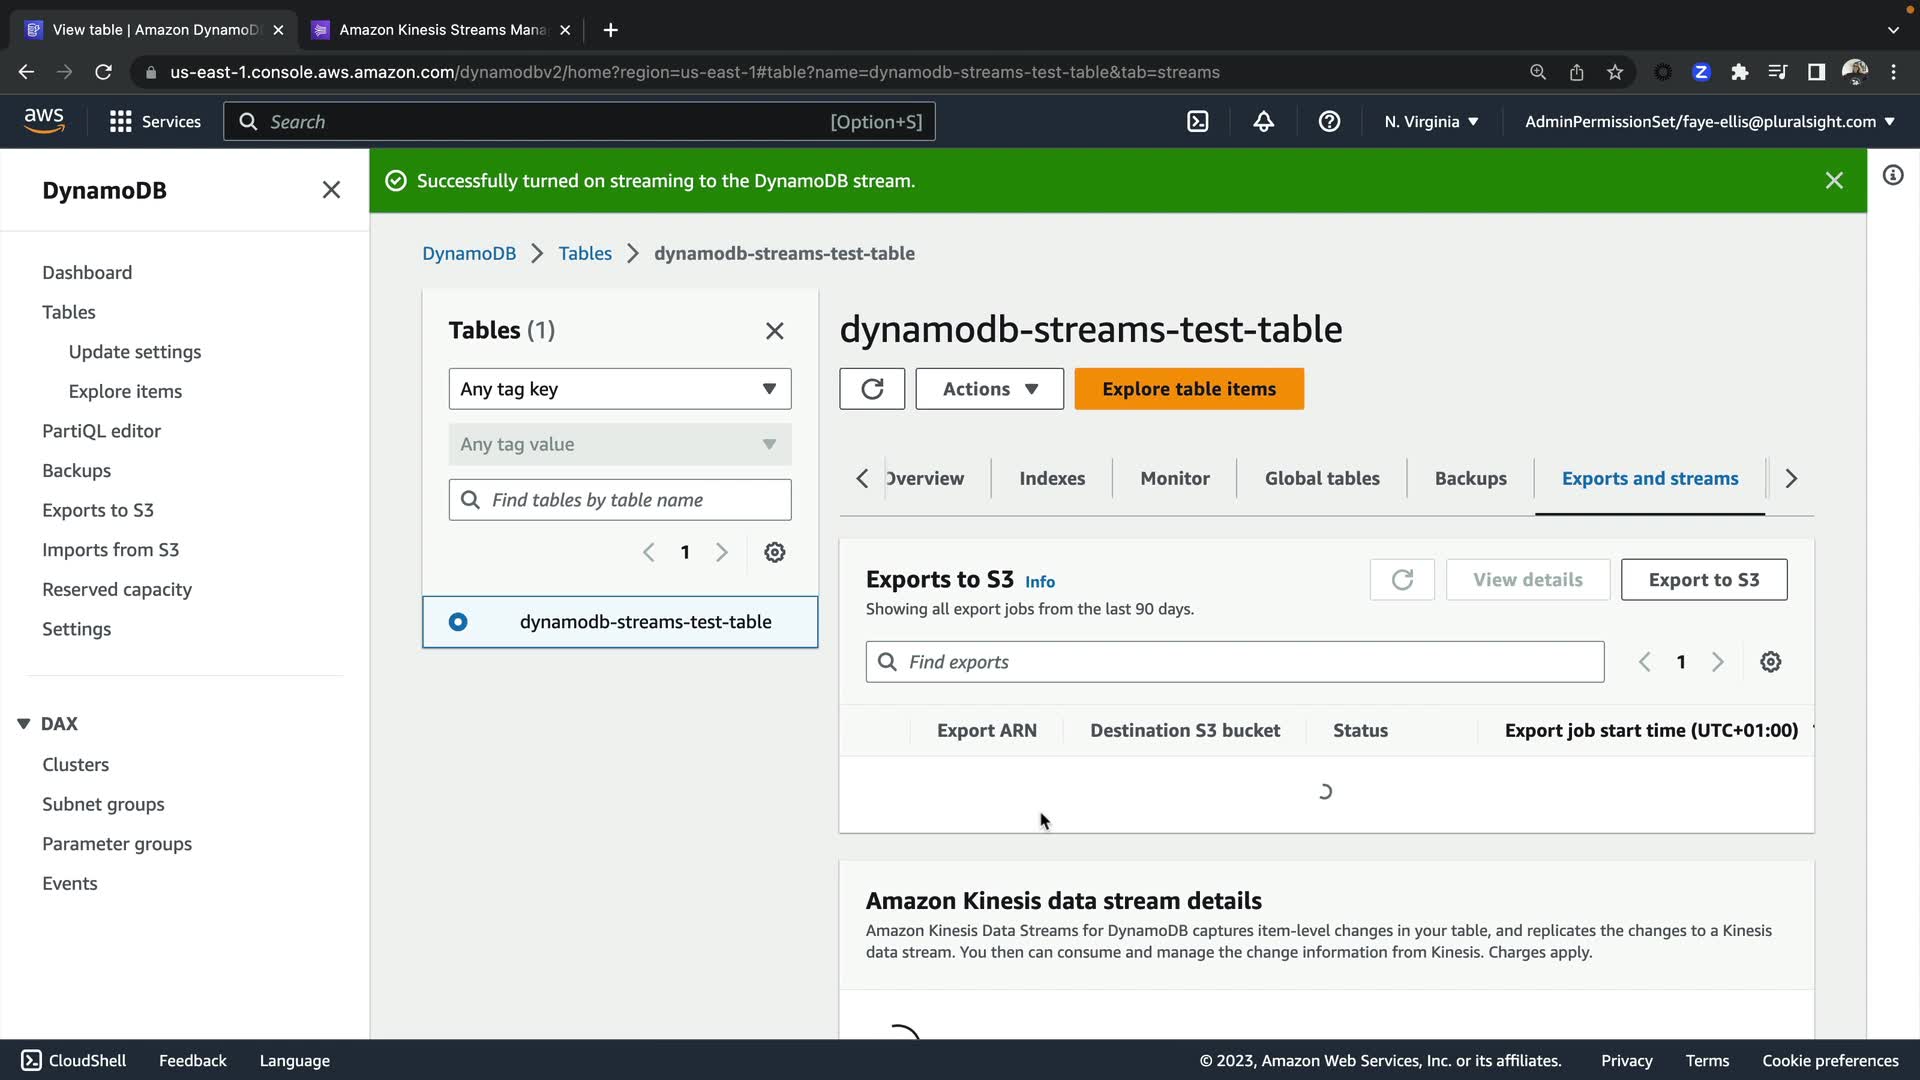 View table | Amazon DynamoD
Amazon Kinesis Streams Mana
us-east-1.console.aws.amazon.com/dynamodbv2/home?region=us-east-1#table?name=dynamodb-streams-test-table&tab=streams
Z
aws
Services
Search
[Option+S]
N. Virginia
AdminPermissionSet/faye-ellis@pluralsight.com
DynamoDB
Successfully turned on streaming to the DynamoDB stream.
Dashboard
Tables
Update settings
Explore items
PartiQL editor
Backups
Exports to S3
Imports from S3
Reserved capacity
Settings
DAX
Clusters
Subnet groups
Parameter groups
Events
DynamoDB
Tables
dynamodb-streams-test-table
Tables (1)
Any tag key
Any tag value
Find tables by table name
1
dynamodb-streams-test-table
dynamodb-streams-test-table
Actions
Explore table items
Overview
Indexes
Monitor
Global tables
Backups
Exports and streams
Exports to S3 Info
Showing all export jobs from the last 90 days.
View details
Export to S3
Find exports
1
Export ARN
Destination S3 bucket
Status
Export job start time (UTC+01:00)
Amazon Kinesis data stream details
Amazon Kinesis Data Streams for DynamoDB captures item-level changes in your table, and replicates the changes to a Kinesis
data stream. You then can consume and manage the change information from Kinesis. Charges apply.
CloudShell
Feedback
Language
© 2023, Amazon Web Services, Inc. or its affiliates.
Privacy
Terms
Cookie preferences